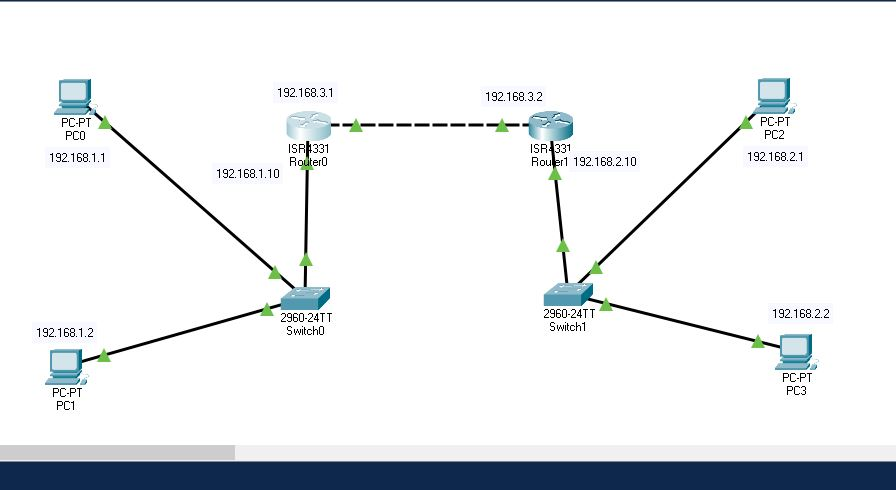 192.168.3.1
192.168.3.2
PC-PT
PC0
192.168.1.1
ISR4331
Router0
192.168.1.10
ISR4331
Router1
192.168.2.10
PC-PT
PC2
192.168.2.1
2960-24TT
Switch0
2960-24TT
Switch1
192.168.1.2
PC-PT
PC1
192.168.2.2
PC-PT
PC3